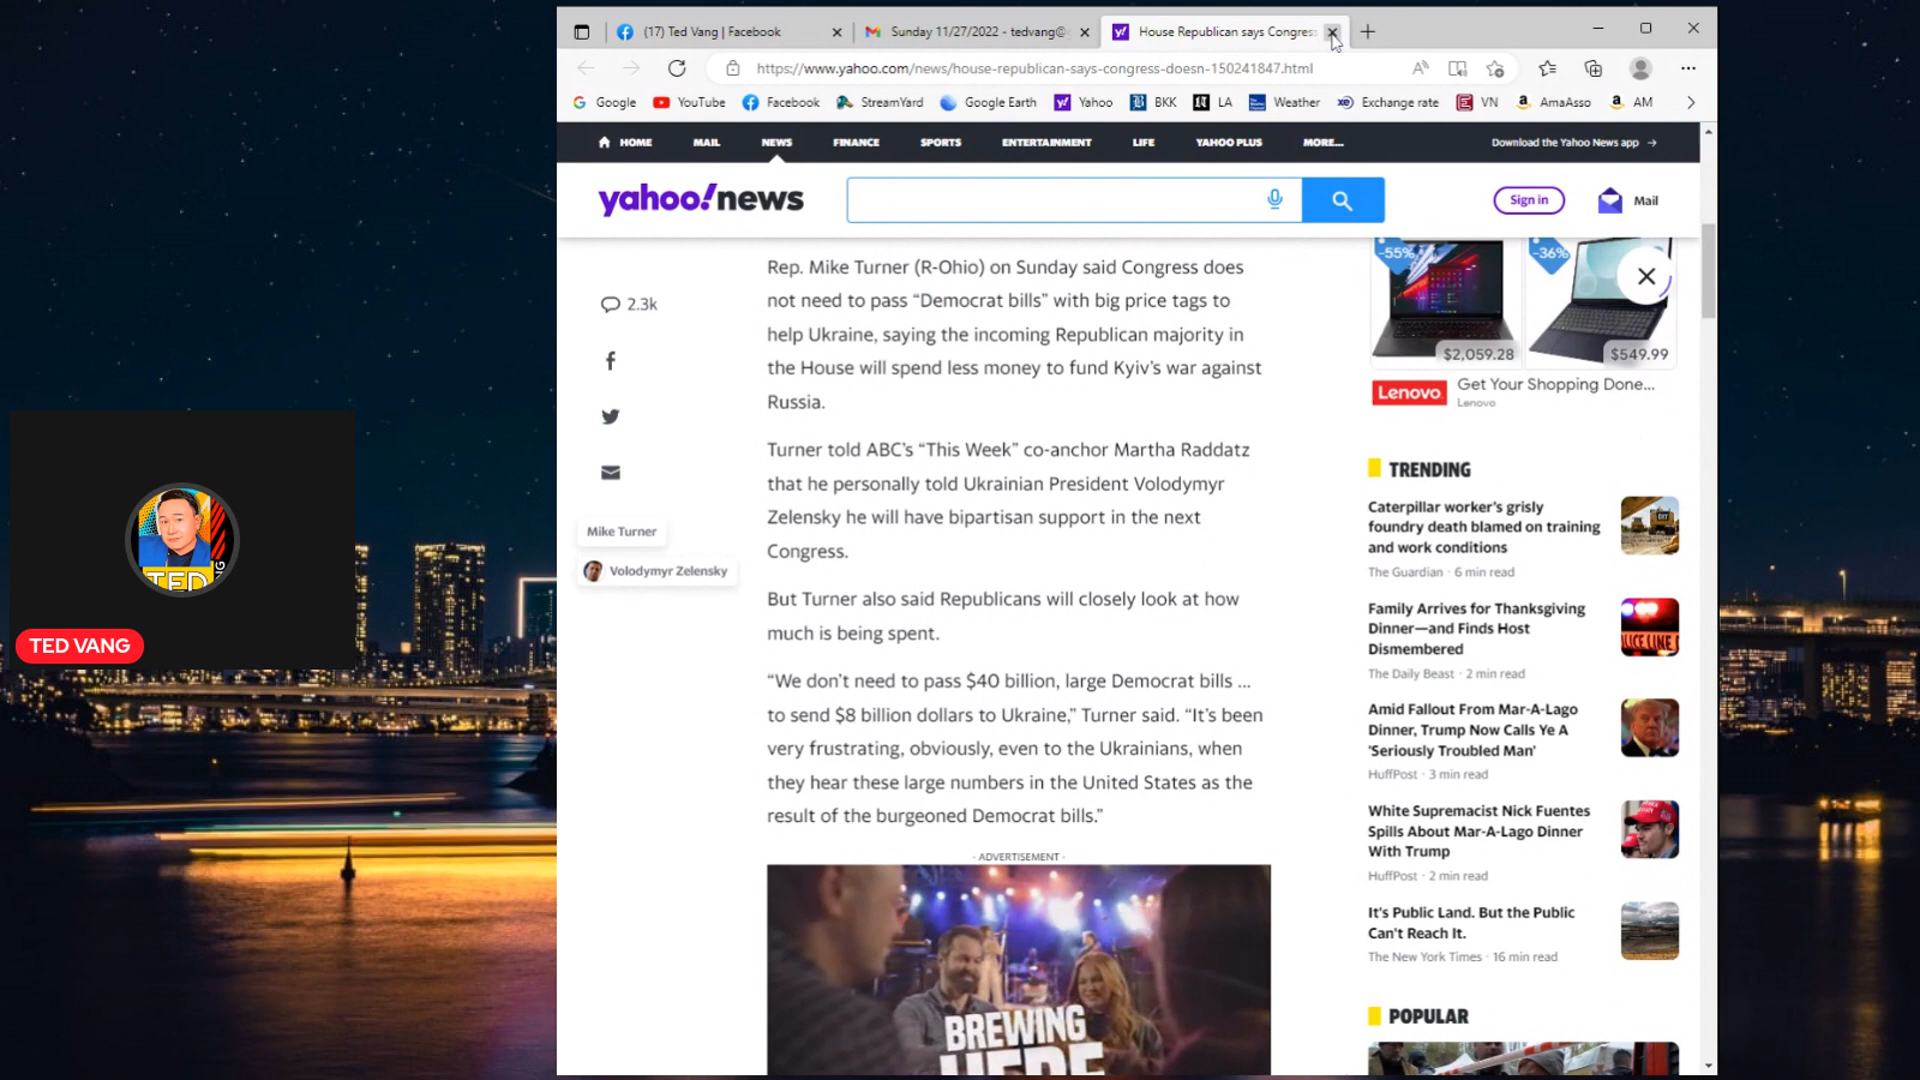 (17) Ted Vang | Facebook
Sunday 11/27/2022 - tedvang@
House Republican says Congress
https://www.yahoo.com/news/house-republican-says-congress-doesn-150241847.html
Google YouTube Facebook StreamYard Google Earth Yahoo BKK LA Weather Exchange rate VN AmaAsso AM
HOME MAIL NEWS FINANCE SPORTS ENTERTAINMENT LIFE YAHOO PLUS MORE... Download the Yahoo News app →
yahoo!news
Sign in
Mail
2.3k
Mike Turner
Volodymyr Zelensky
Rep. Mike Turner (R-Ohio) on Sunday said Congress does
not need to pass “Democrat bills” with big price tags to
help Ukraine, saying the incoming Republican majority in
the House will spend less money to fund Kyiv’s war against
Russia.
Turner told ABC’s “This Week” co-anchor Martha Raddatz
that he personally told Ukrainian President Volodymyr
Zelensky he will have bipartisan support in the next
Congress.
But Turner also said Republicans will closely look at how
much is being spent.
“We don’t need to pass $40 billion, large Democrat bills ...
to send $8 billion dollars to Ukraine,” Turner said. “It’s been
very frustrating, obviously, even to the Ukrainians, when
they hear these large numbers in the United States as the
result of the burgeoned Democrat bills.”
- ADVERTISEMENT -
BREWING
HERE
-55%
-36%
$2,059.28
$549.99
Lenovo
Get Your Shopping Done...
Lenovo
TRENDING
Caterpillar worker’s grisly
foundry death blamed on training
and work conditions
The Guardian · 6 min read
Family Arrives for Thanksgiving
Dinner—and Finds Host
Dismembered
The Daily Beast · 2 min read
POLICE LINE
Amid Fallout From Mar-A-Lago
Dinner, Trump Now Calls Ye A
'Seriously Troubled Man'
HuffPost · 3 min read
White Supremacist Nick Fuentes
Spills About Mar-A-Lago Dinner
With Trump
HuffPost · 2 min read
It's Public Land. But the Public
Can't Reach It.
The New York Times · 16 min read
POPULAR
TED
TED VANG